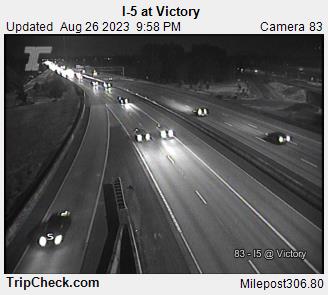 I-5 at Victory
Updated Aug 26 2023 9:58 PM Camera 83
83 - I5 @ Victory
TripCheck.com Milepost306.80